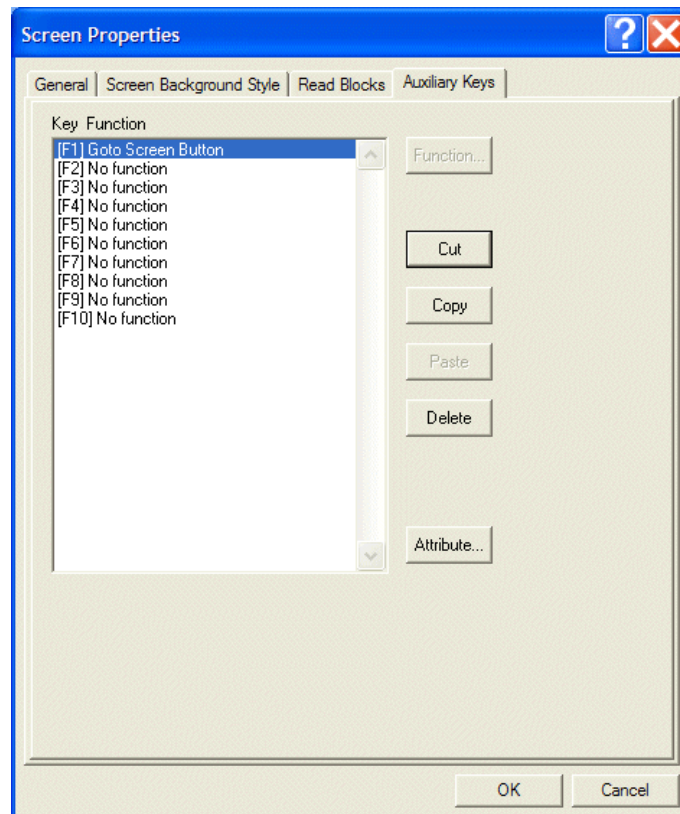 Screen Properties
General Screen Background Style Read Blocks Auxiliary Keys
Key Function
[F1] Goto Screen Button
[F2] No function
[F3] No function
[F4] No function
[F5] No function
[F6] No function
[F7] No function
[F8] No function
[F9] No function
[F10] No function
Function...
Cut
Copy
Paste
Delete
Attribute...
OK Cancel